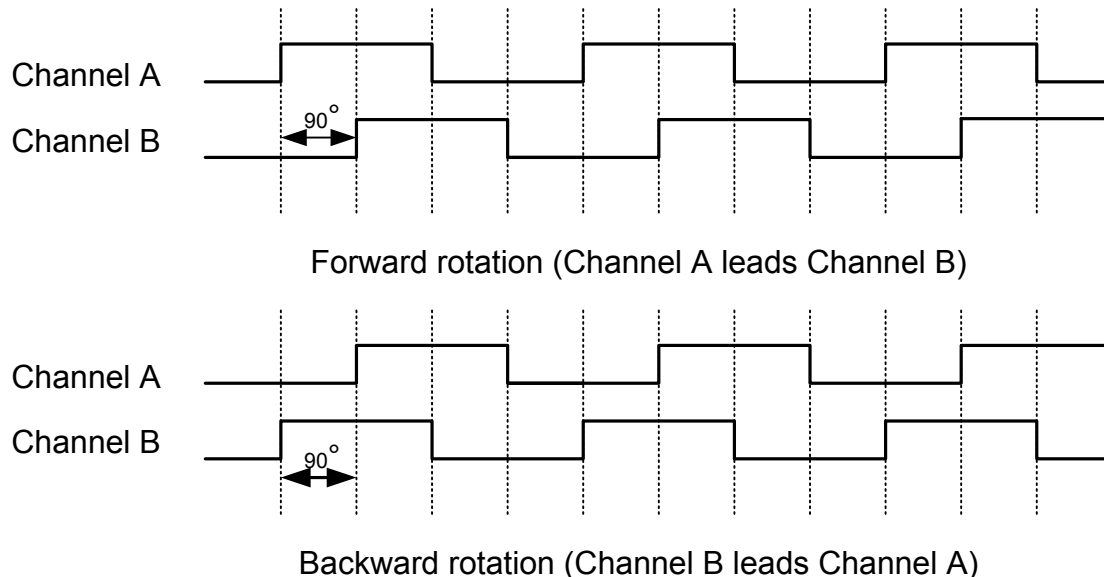 Channel A
90°
Channel B
Forward rotation (Channel A leads Channel B)
Channel A
Channel B
90°
Backward rotation (Channel B leads Channel A)